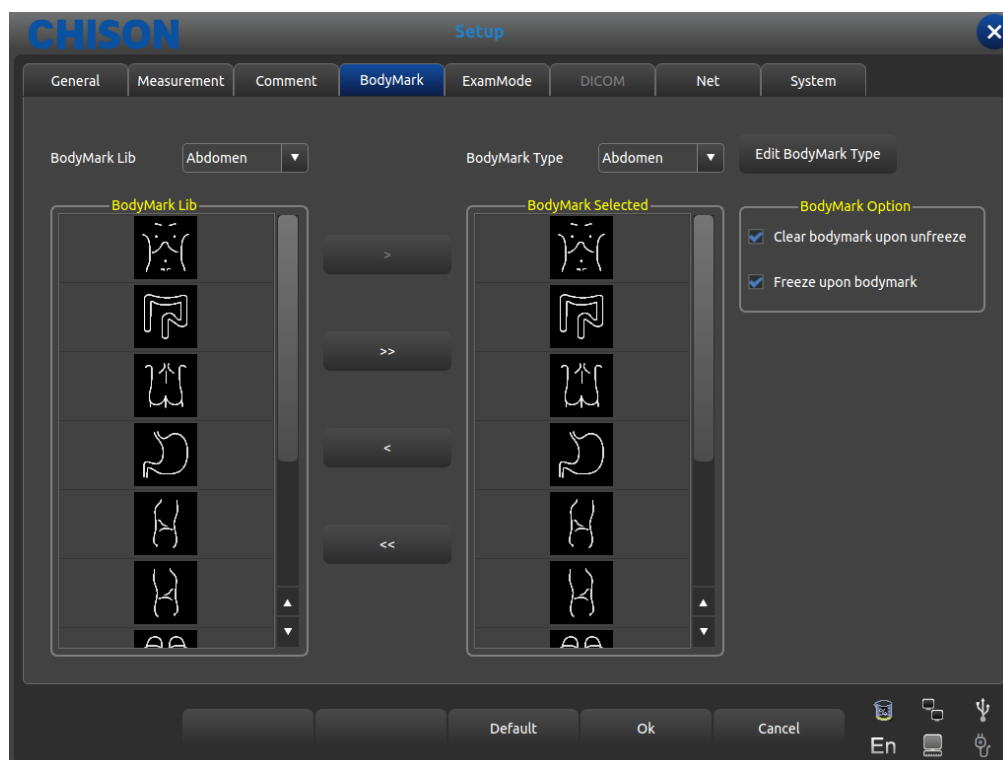 CHISON
Setup
General Measurement Comment BodyMark ExamMode DICOM Net System
BodyMark Lib Abdomen BodyMark Type Abdomen Edit BodyMark Type
BodyMark Lib BodyMark Selected BodyMark Option
Clear bodymark upon unfreeze
>
Freeze upon bodymark
>>
<
<<
Default Ok Cancel
En